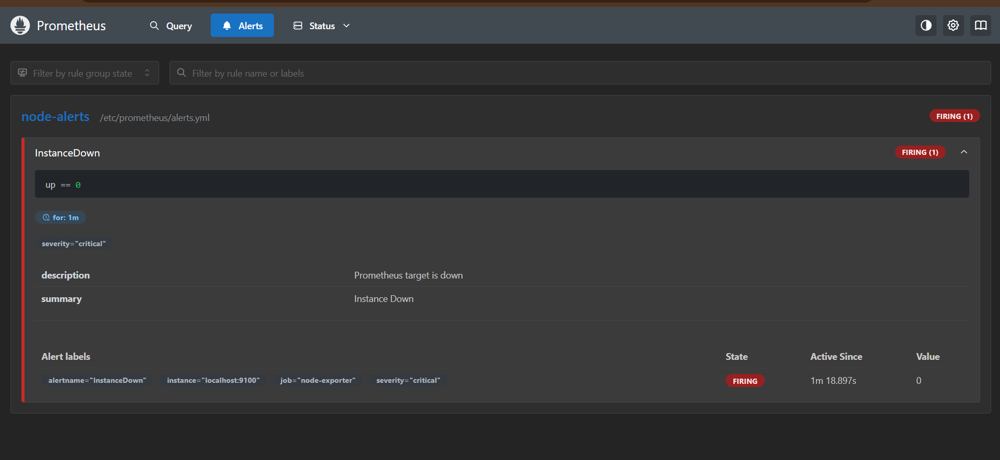 Prometheus Query Alerts Status
Filter by rule group state Filter by rule name or labels
node-alerts /etc/prometheus/alerts.yml FIRING (1)
InstanceDown FIRING (1)
up == 0
for: 1m
severity="critical"
description Prometheus target is down
summary Instance Down
Alert labels State Active Since Value
alertname="InstanceDown" instance="localhost:9100" job="node-exporter" severity="critical" FIRING 1m 18.897s 0